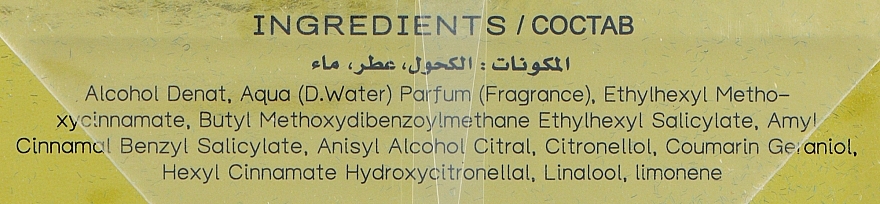 INGREDIENTS / СОСТАВ
المكونات : الكحول، عطر، ماء
Alcohol Denat, Aqua (D.Water) Parfum (Fragrance), Ethylhexyl Metho-
xycinnamate, Butyl Methoxydibenzoylmethane Ethylhexyl Salicylate, Amyl
Cinnamal Benzyl Salicylate, Anisyl Alcohol Citral, Citronellol, Coumarin Geraniol,
Hexyl Cinnamate Hydroxycitronellal, Linalool, limonene